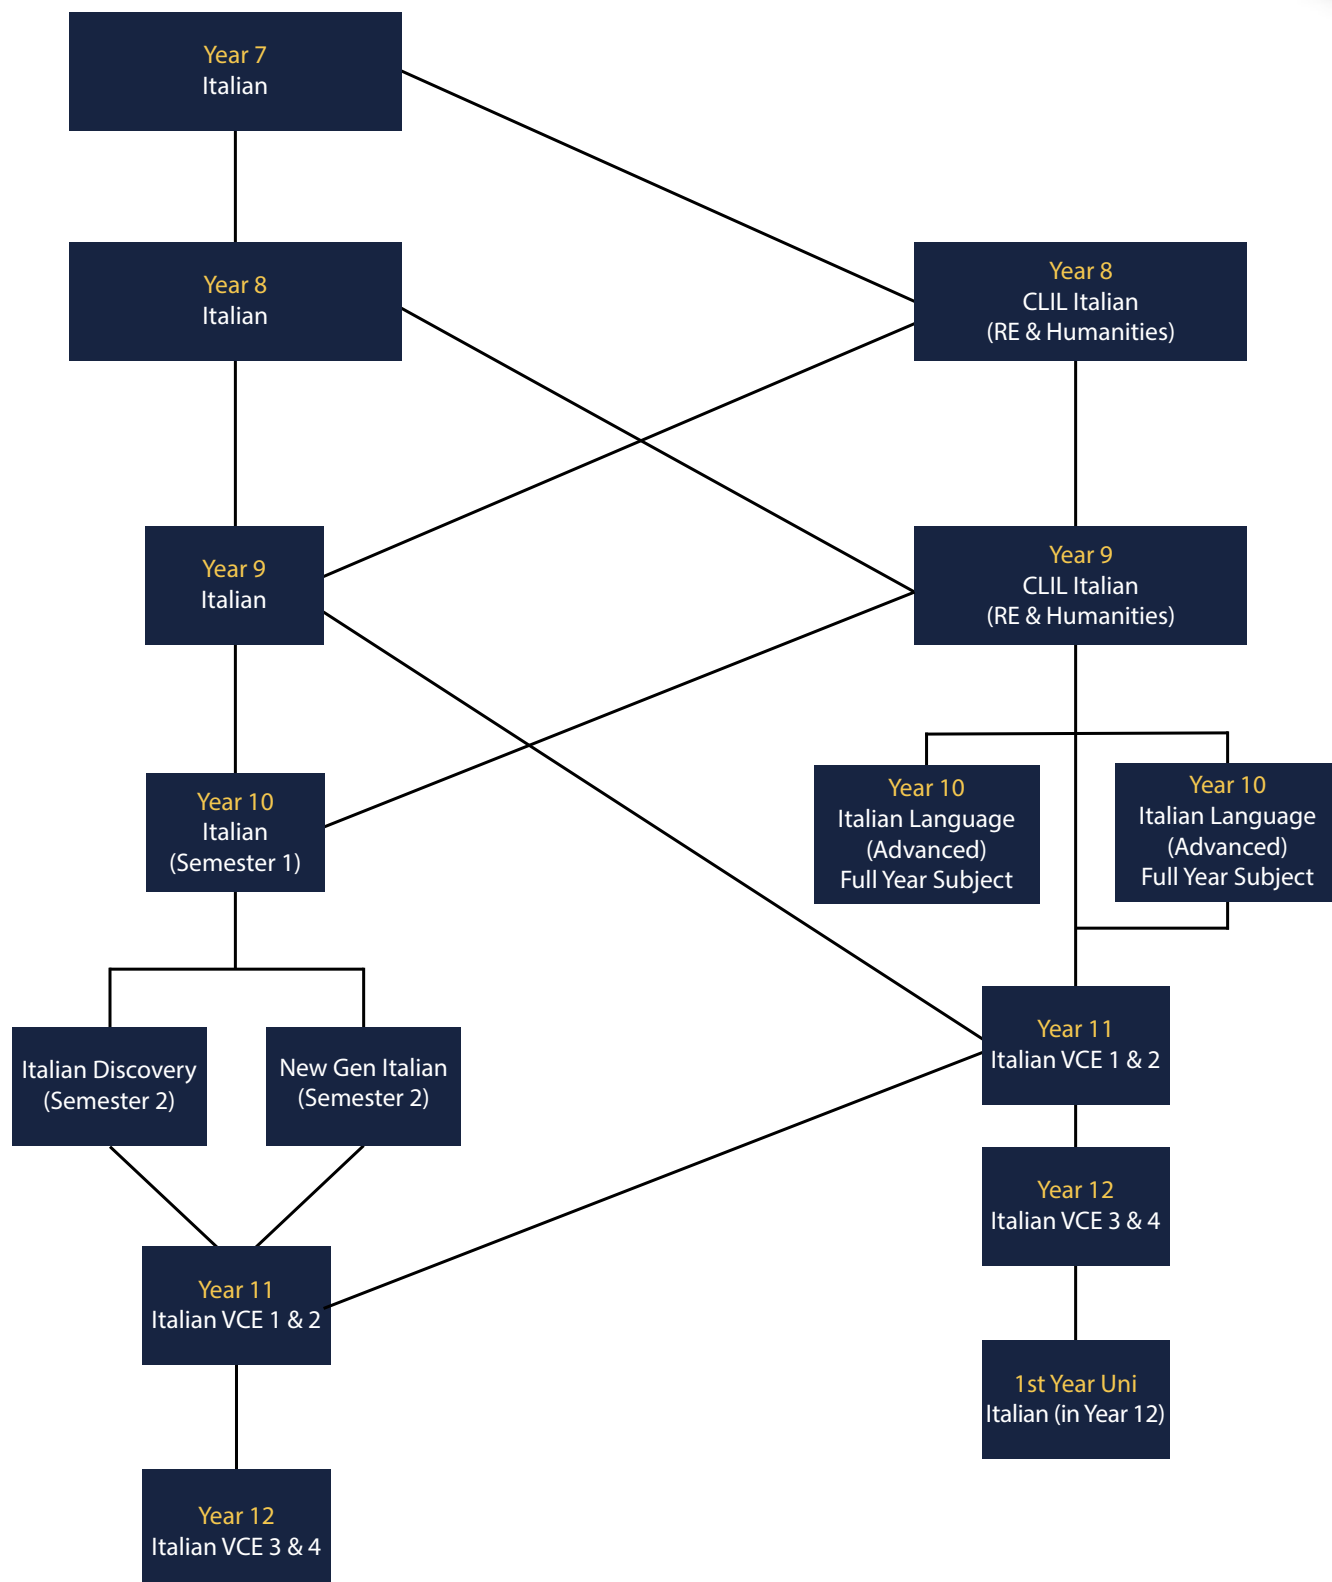 Year 7
Italian
Year 8
Italian
Year 8
CLIL Italian
(RE & Humanities)
Year 9
Italian
Year 9
CLIL Italian
(RE & Humanities)
Year 10
Italian
(Semester 1)
Year 10
Italian Language
(Advanced)
Full Year Subject
Year 10
Italian Language
(Advanced)
Full Year Subject
Italian Discovery
(Semester 2)
New Gen Italian
(Semester 2)
Year 11
Italian VCE 1 & 2
Year 12
Italian VCE 3 & 4
Year 11
Italian VCE 1 & 2
1st Year Uni
Italian (in Year 12)
Year 12
Italian VCE 3 & 4